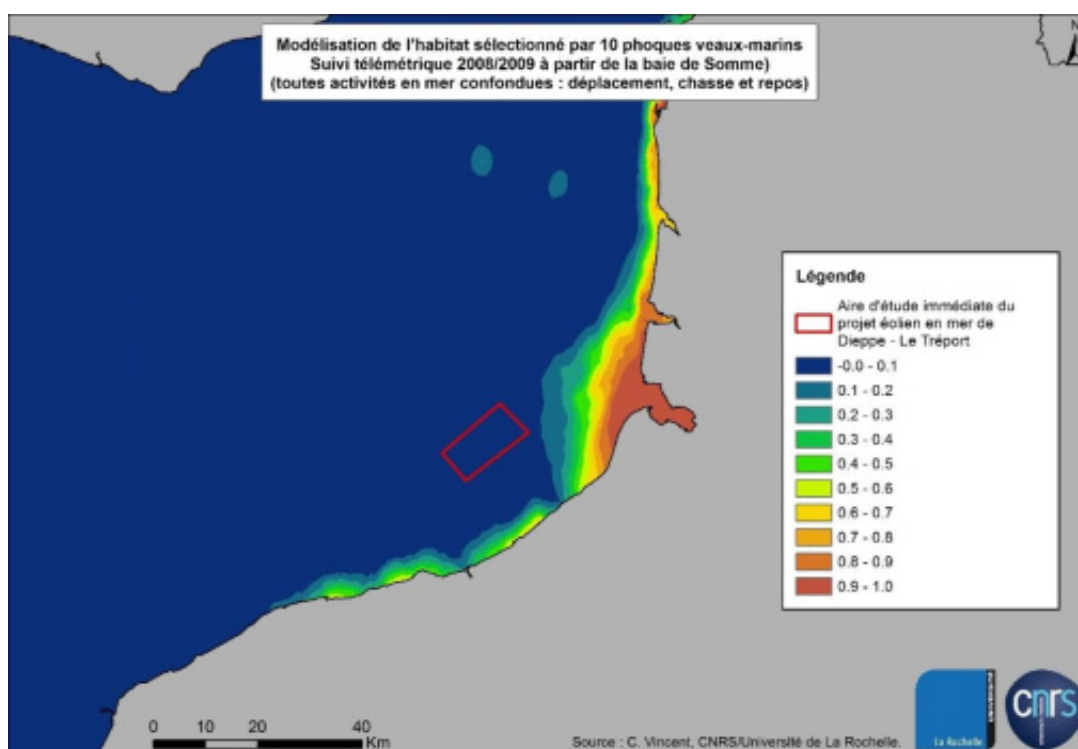 Modélisation de l'habitat sélectionné par 10 phoques veaux-marins
Suivi télémétrique 2008/2009 à partir de la baie de Somme)
(toutes activités en mer confondues : déplacement, chasse et repos)
N
Légende
Aire d'étude immédiate du
projet éolien en mer de
Dieppe - Le Tréport
-0.0 - 0.1
0.1 - 0.2
0.2 - 0.3
0.3 - 0.4
0.4 - 0.5
0.5 - 0.6
0.6 - 0.7
0.7 - 0.8
0.8 - 0.9
0.9 - 1.0
0 10 20 40
Km
Source : C. Vincent, CNRS/Université de La Rochelle.
La Rochelle
cnrs